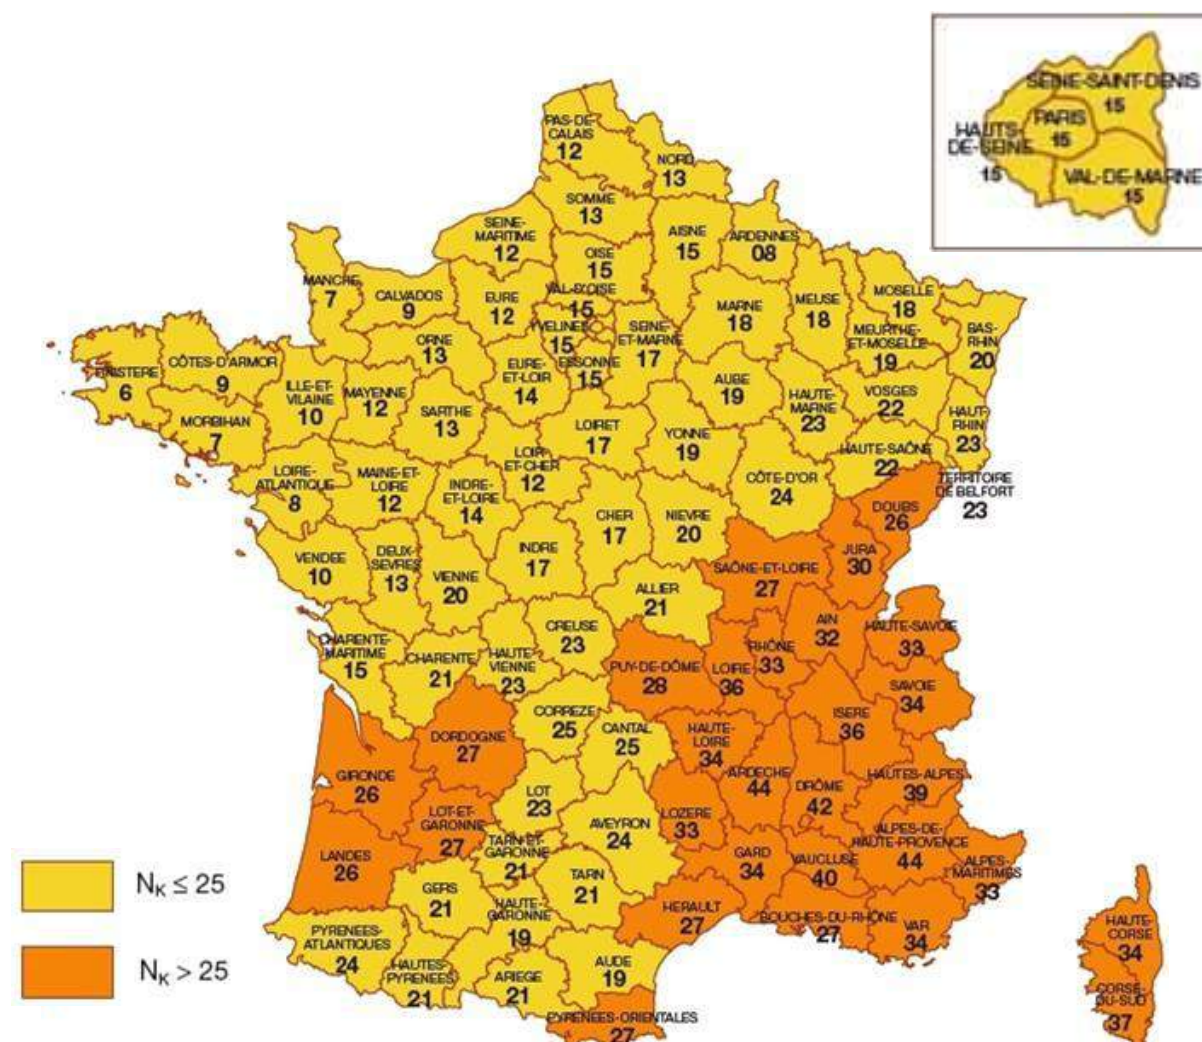 SEINE-SAINT-DENIS
15
PARIS
15
HAUTS-
DE-SEINE
15
VAL-DE-MARNE
15
PAS-DE-
CALAIS
12
NORD
13
SOMME
13
SEINE-
MARITIME
12
OISE
15
AISNE
15
ARDENNES
08
VAL-D'OISE
15
MANCHE
7
CALVADOS
9
EURE
12
MARNE
18
MEUSE
18
MOSELLE
18
MEURTHE-
ET-MOSELLE
19
BAS-
RHIN
20
YVELINES
15
ESSONNE
15
SEINE-
ET-MARNE
17
ORNE
13
EURE-
ET-LOIR
14
FINISTERE
6
CÔTES-D'ARMOR
9
ILLE-ET-
VILAINE
10
MAYENNE
12
SARTHE
13
MORBIHAN
7
AUBE
19
HAUTE-
MARNE
23
VOSGES
22
HAUT-
RHIN
23
LOIRET
17
YONNE
19
HAUTE-SAÔNE
22
TERRITOIRE
DE BELFORT
23
LOIRE-
ATLANTIQUE
8
MAINE-ET-
LOIRE
12
INDRE-
ET-LOIRE
14
LOIR-
ET-CHER
12
CÔTE-D'OR
24
DOUBS
26
CHER
17
NIEVRE
20
JURA
30
VENDEE
10
DEUX-
SEVRES
13
VIENNE
20
INDRE
17
SAÔNE-ET-LOIRE
27
ALLIER
21
AIN
32
HAUTE-SAVOIE
33
CHARENTE-
MARITIME
15
CHARENTE
21
HAUTE-
VIENNE
23
CREUSE
23
PUY-DE-DÔME
28
LOIRE
36
RHÔNE
33
SAVOIE
34
ISERE
36
DORDOGNE
27
CORREZE
25
CANTAL
25
HAUTE-
LOIRE
34
ARDECHE
44
DRÔME
42
HAUTES-ALPES
39
GIRONDE
26
LOT-ET-
GARONNE
27
LOT
23
AVEYRON
24
LOZERE
33
ALPES-DE-
HAUTE-PROVENCE
44
ALPES-
MARITIMES
33
LANDES
26
TARN-ET-
GARONNE
21
TARN
21
GARD
34
VAUCLUSE
40
GERS
21
HAUTE-
GARONNE
19
HERAULT
27
BOUCHES-DU-RHÔNE
27
VAR
34
PYRENEES-
ATLANTIQUES
24
HAUTES-
PYRENEES
21
ARIEGE
21
AUDE
19
PYRENEES-ORIENTALES
27
HAUTE-
CORSE
34
CORSE-
DU-SUD
37
N_K ≤ 25
N_K > 25